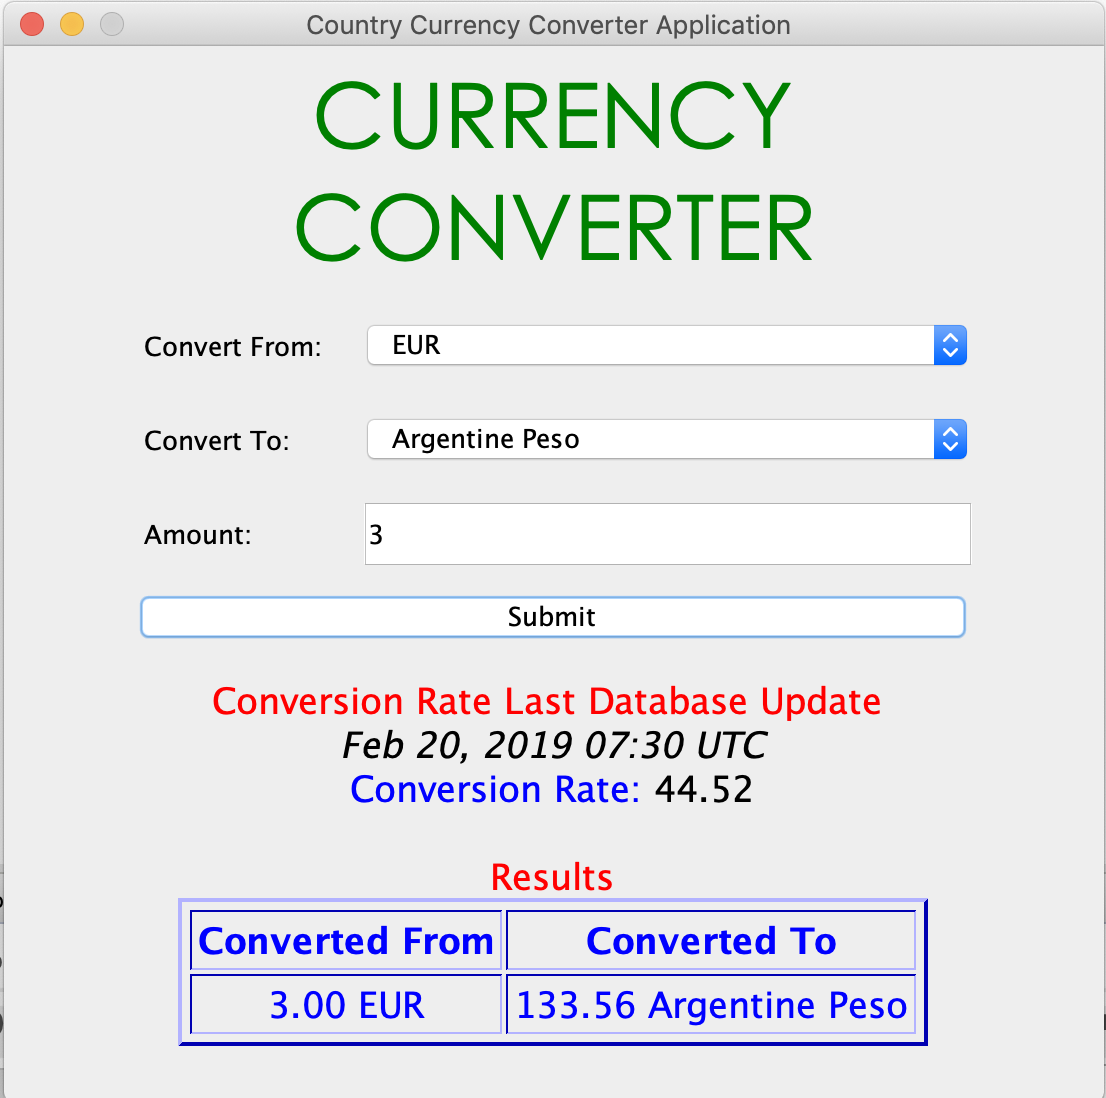 Country Currency Converter Application
CURRENCY
CONVERTER
Convert From: EUR
Convert To: Argentine Peso
Amount: 3
Submit
Conversion Rate Last Database Update
Feb 20, 2019 07:30 UTC
Conversion Rate: 44.52
Results
Converted From Converted To
3.00 EUR 133.56 Argentine Peso